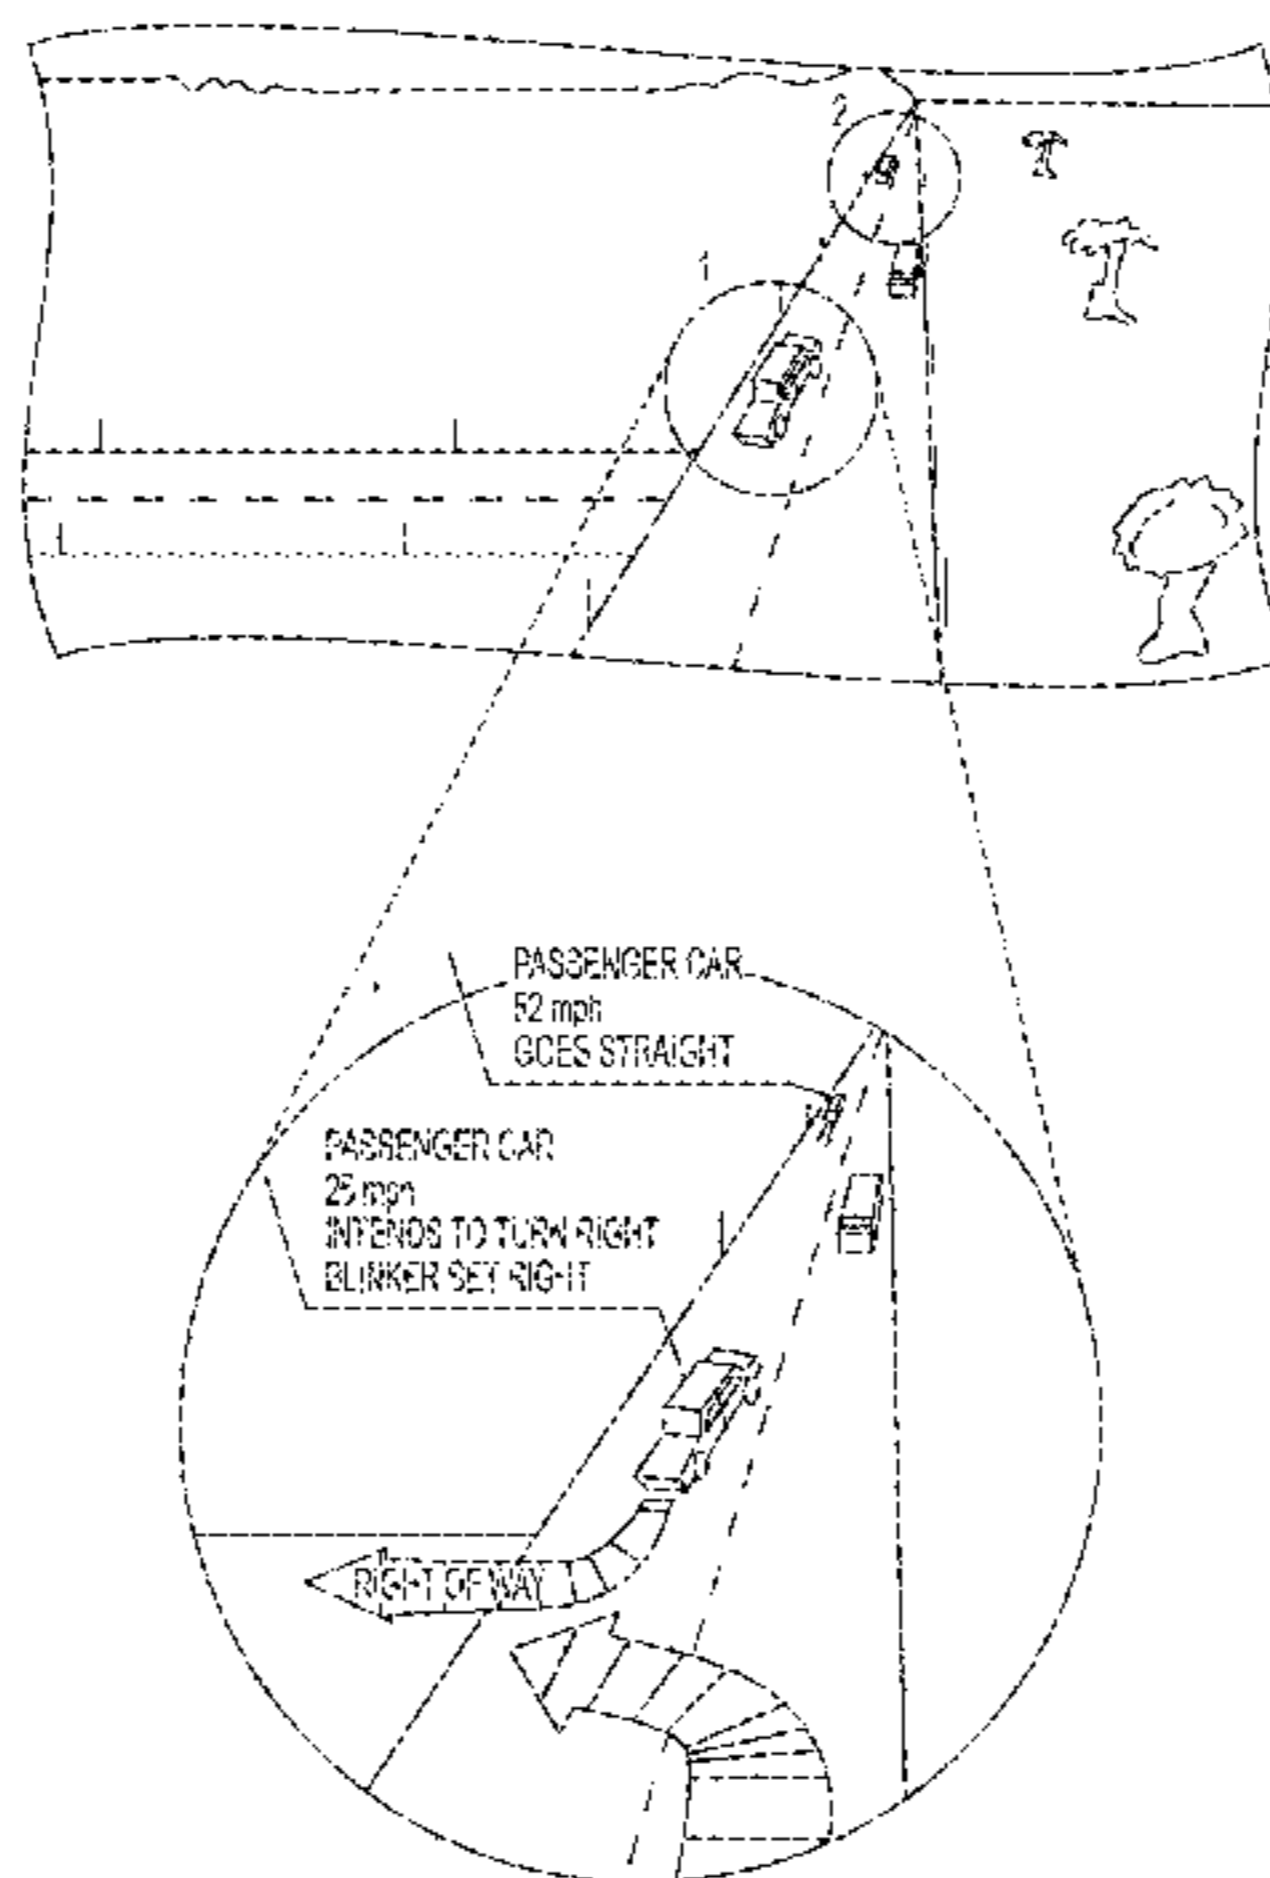 2
1
PASSENGER CAR
52 mph
GOES STRAIGHT
PASSENGER CAR
25 mph
INTENDS TO TURN RIGHT
BLINKER SET RIGHT
RIGHT OF WAY